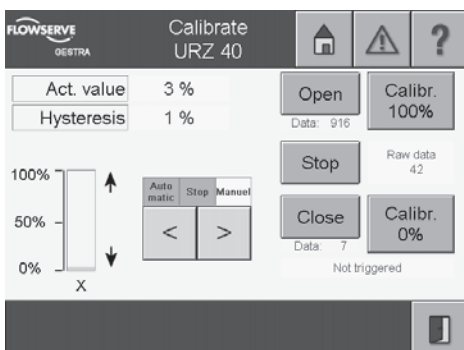 FLOWSERVE
GESTRA
Calibrate
URZ 40
?
Act. value 3 %
Hysteresis 1 %
Open
Data: 916
Calibr.
100%
Stop
Raw data
42
Close
Data: 7
Calibr.
0%
Not triggered
100%
50%
0%
X
Auto
matic
Stop
Manuel
<
>